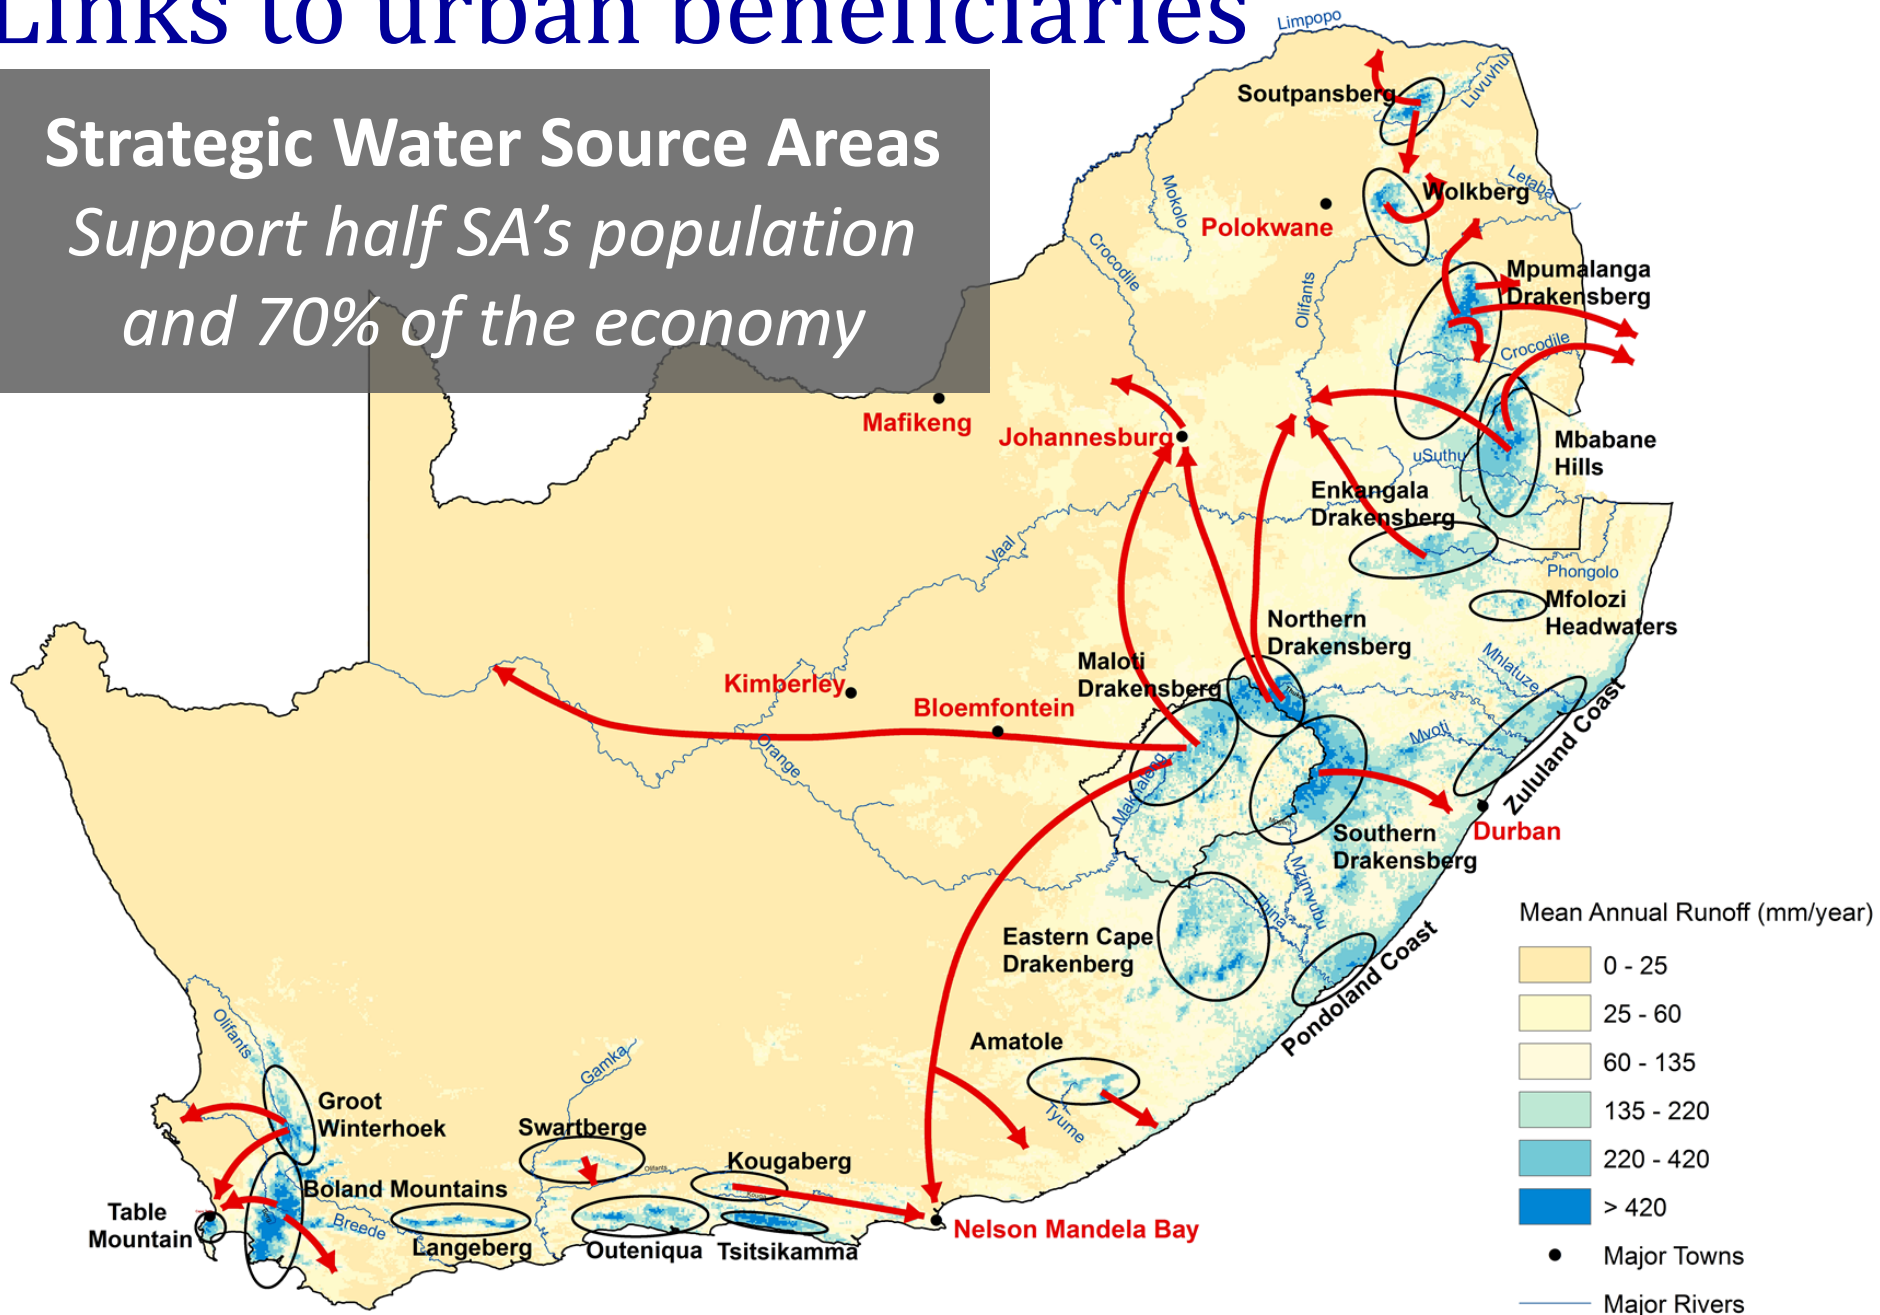 Links to urban beneficiaries
Strategic Water Source Areas
Support half SA's population
and 70% of the economy
Limpopo
Soutpansberg
Luvuvhu
Mokolo
Letaba
Wolkberg
Polokwane
Crocodile
Olifants
Mpumalanga
Drakensberg
Crocodile
Mafikeng
Johannesburg
Mbabane
Hills
uSuthu
Enkangala
Drakensberg
Vaal
Phongolo
Mfolozi
Headwaters
Northern
Drakensberg
Mhlatuze
Maloti
Drakensberg
Kimberley
Bloemfontein
Orange
Mvoti
Zululand Coast
Makhaleng
Durban
Southern
Drakensberg
Mzimvubu
Thina
Eastern Cape
Drakenberg
Pondoland Coast
Amatole
Tyume
Olifants
Gamka
Groot
Winterhoek
Swartberge
Olifants
Kougaberg
Kouga
Boland Mountains
Table
Mountain
Breede
Langeberg
Outeniqua
Tsitsikamma
Nelson Mandela Bay
Mean Annual Runoff (mm/year)
0 - 25
25 - 60
60 - 135
135 - 220
220 - 420
> 420
Major Towns
Major Rivers